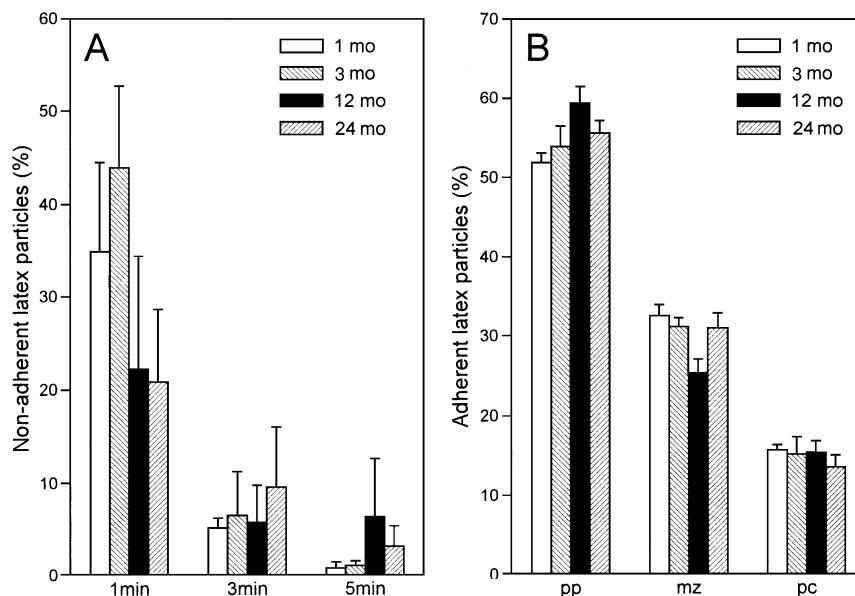 A
1 mo
3 mo
12 mo
24 mo
Non-adherent latex particles (%)
60
50
40
30
20
10
0
1min
3min
5min
B
1 mo
3 mo
12 mo
24 mo
Adherent latex particles (%)
70
60
50
40
30
20
10
0
pp
mz
pc